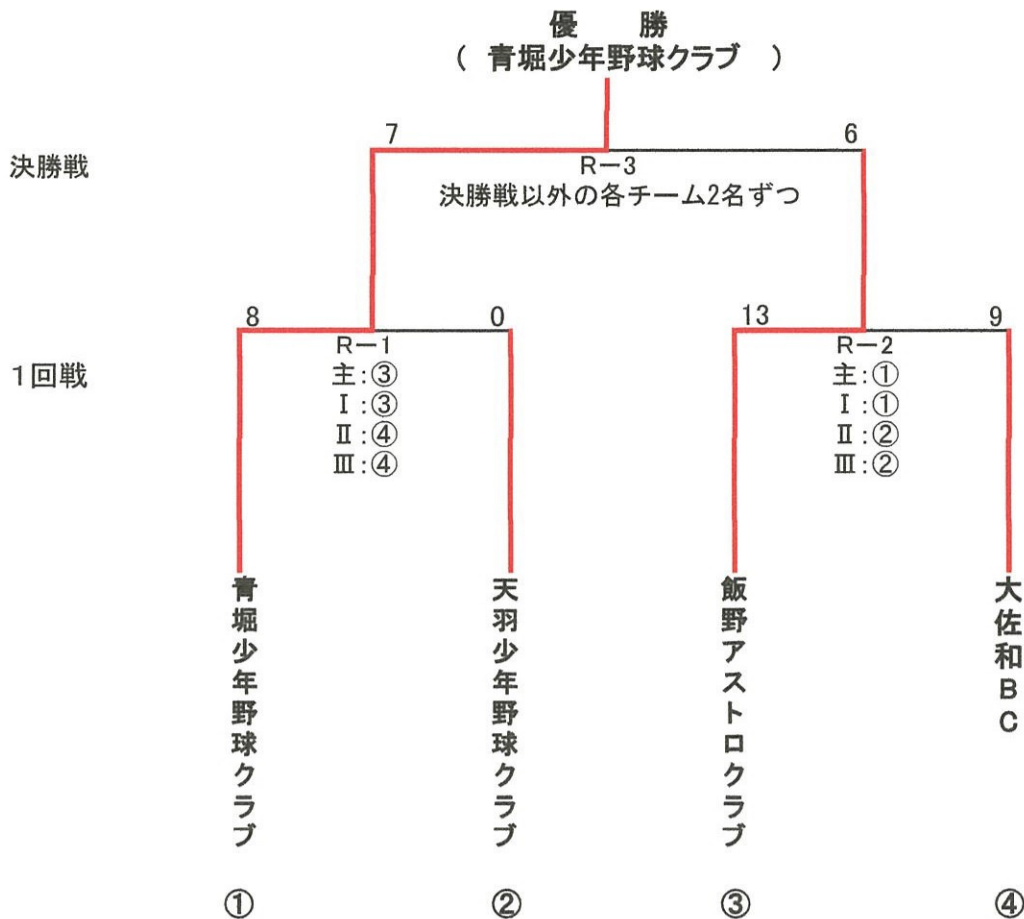 優　勝
（ 青堀少年野球クラブ ）
7
6
決勝戦
R－3
決勝戦以外の各チーム2名ずつ
8
0
13
9
1回戦
R－1
主：③
Ⅰ：③
Ⅱ：④
Ⅲ：④
R－2
主：①
Ⅰ：①
Ⅱ：②
Ⅲ：②
青堀少年野球クラブ
天羽少年野球クラブ
飯野アストロクラブ
大佐和BC
①
②
③
④